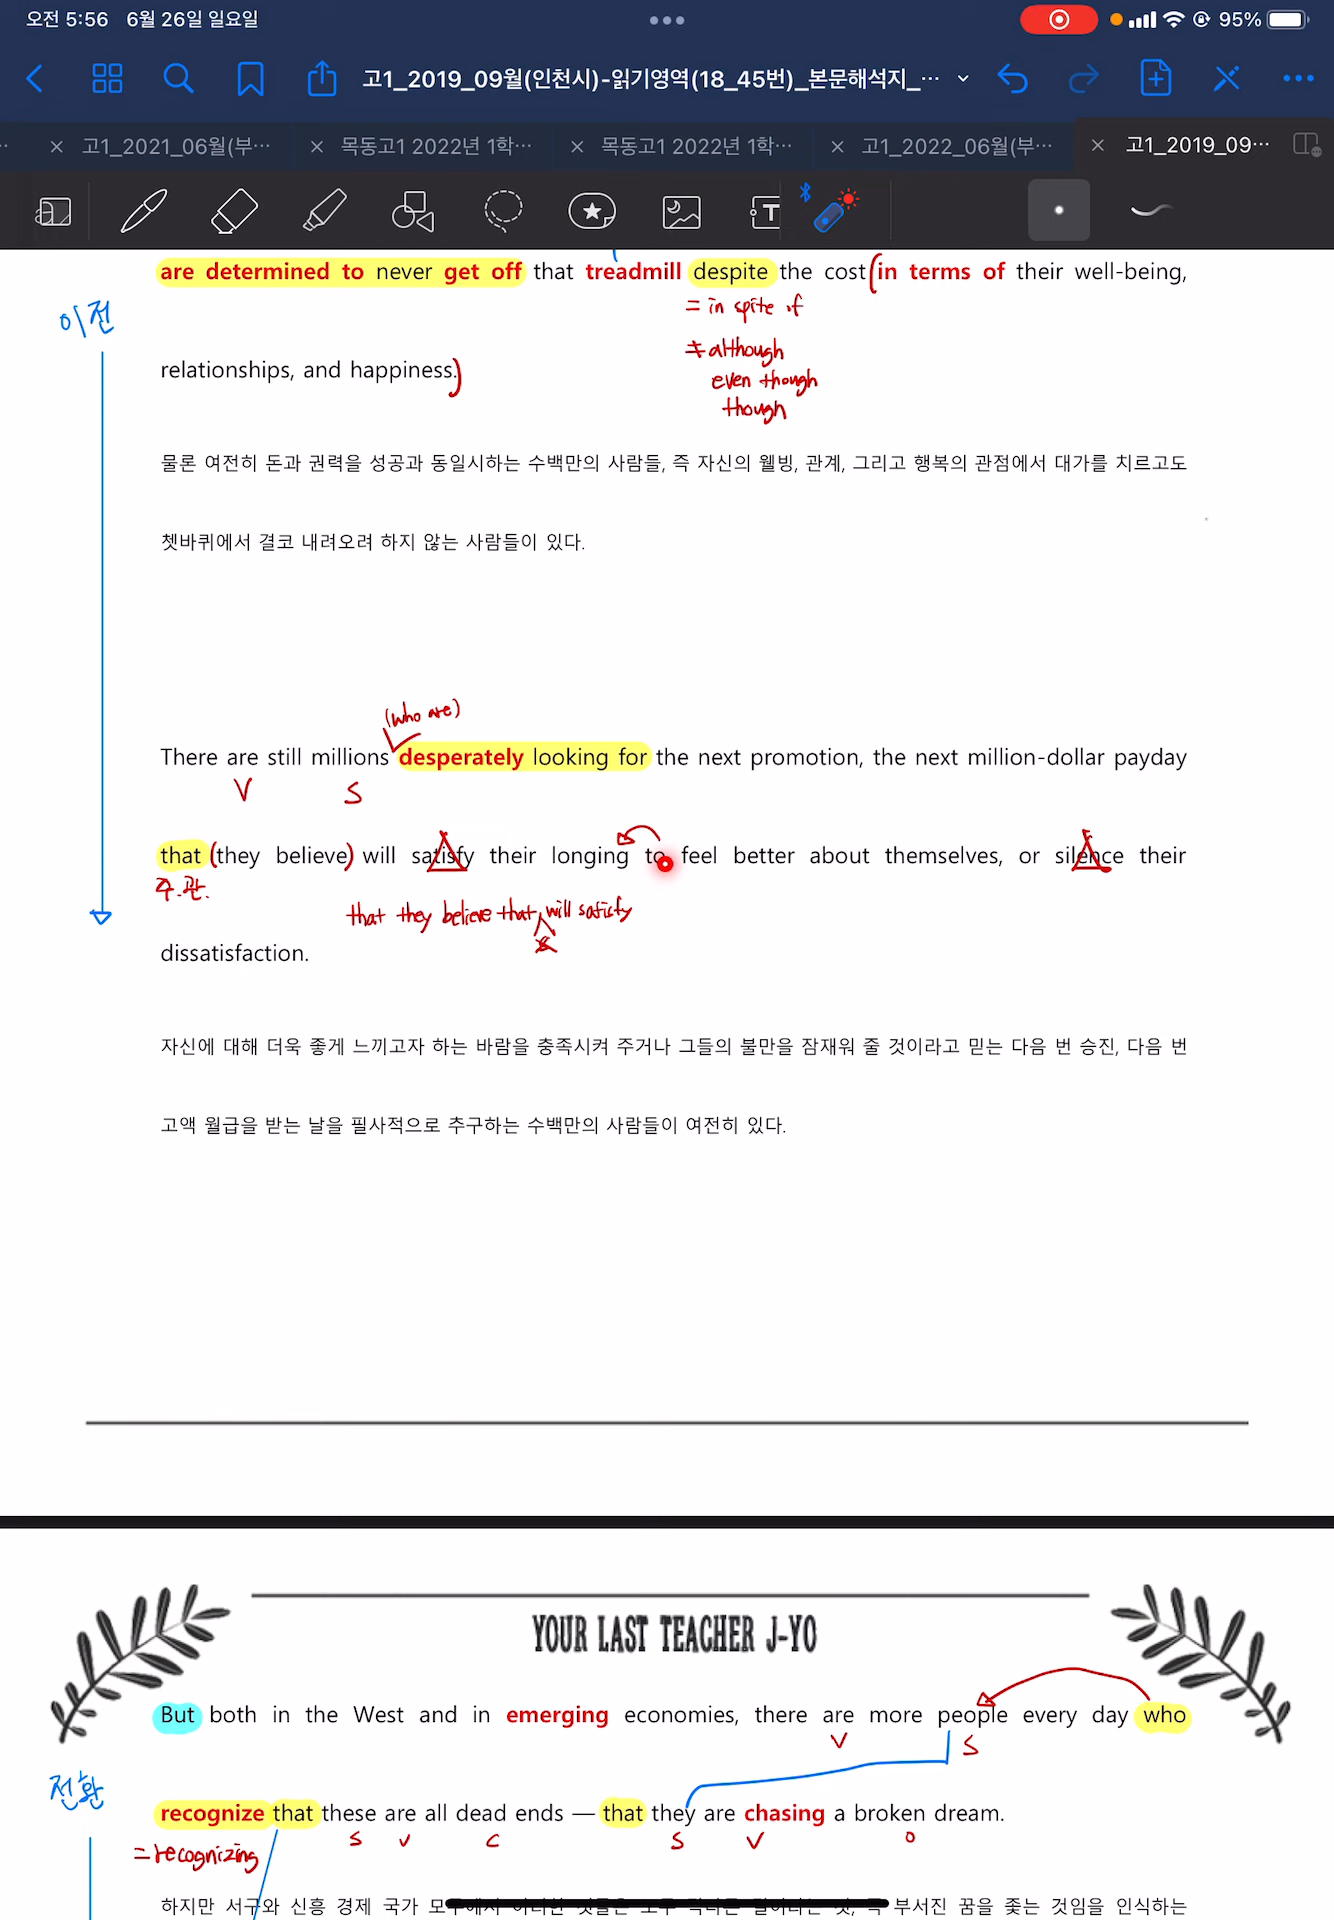 오전 5:56 6월 26일 일요일
95%
고1_2019_09월(인천시)-읽기영역(18_45번)_본문해석지_···
고1_2021_06월(부···
목동고1 2022년 1학···
목동고1 2022년 1학···
고1_2022_06월(부···
고1_2019_09···
are determined to never get off that treadmill despite the cost (in terms of their well-being,
= in spite of
이전
≠ although
relationships, and happiness.)
even though
though
물론 여전히 돈과 권력을 성공과 동일시하는 수백만의 사람들, 즉 자신의 웰빙, 관계, 그리고 행복의 관점에서 대가를 치르고도
쳇바퀴에서 결코 내려오려 하지 않는 사람들이 있다.
(who are)
There are still millions desperately looking for the next promotion, the next million-dollar payday
V S
that (they believe) will satisfy their longing to feel better about themselves, or silence their
주.관.
that they believe that will satisfy
S
dissatisfaction.
자신에 대해 더욱 좋게 느끼고자 하는 바람을 충족시켜 주거나 그들의 불만을 잠재워 줄 것이라고 믿는 다음 번 승진, 다음 번
고액 월급을 받는 날을 필사적으로 추구하는 수백만의 사람들이 여전히 있다.
YOUR LAST TEACHER J-YO
But both in the West and in emerging economies, there are more people every day who
V S
전환
recognize that these are all dead ends — that they are chasing a broken dream.
S V C S V O
= recognizing
하지만 서구와 신흥 경제 국가 부서진 꿈을 좇는 것임을 인식하는